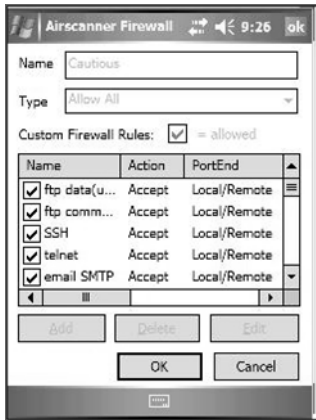 Airscanner Firewall 9:26 ok
Name Cautious
Type Allow All
Custom Firewall Rules: = allowed
Name Action PortEnd
ftp data(u... Accept Local/Remote
ftp comm... Accept Local/Remote
SSH Accept Local/Remote
telnet Accept Local/Remote
email SMTP Accept Local/Remote
Add Delete Edit
OK Cancel